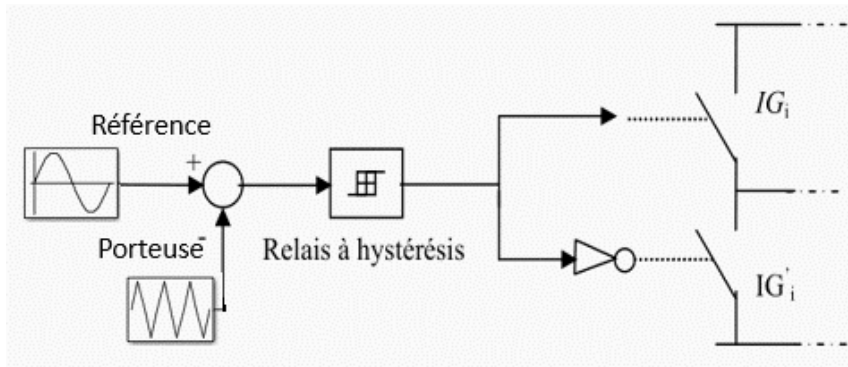 Référence
+
IGi
Porteuse
-
Relais à hystérésis
IG'i